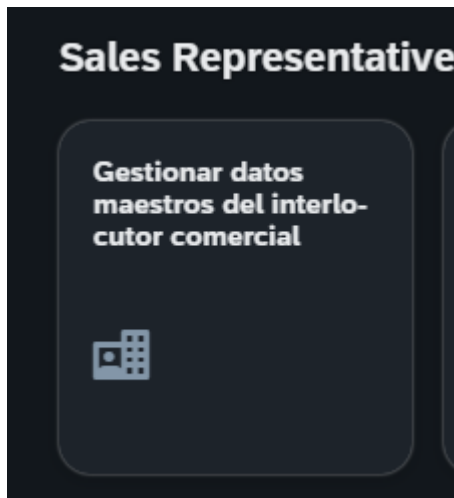 Sales Representative
Gestionar datos
maestros del interlo-
cutor comercial